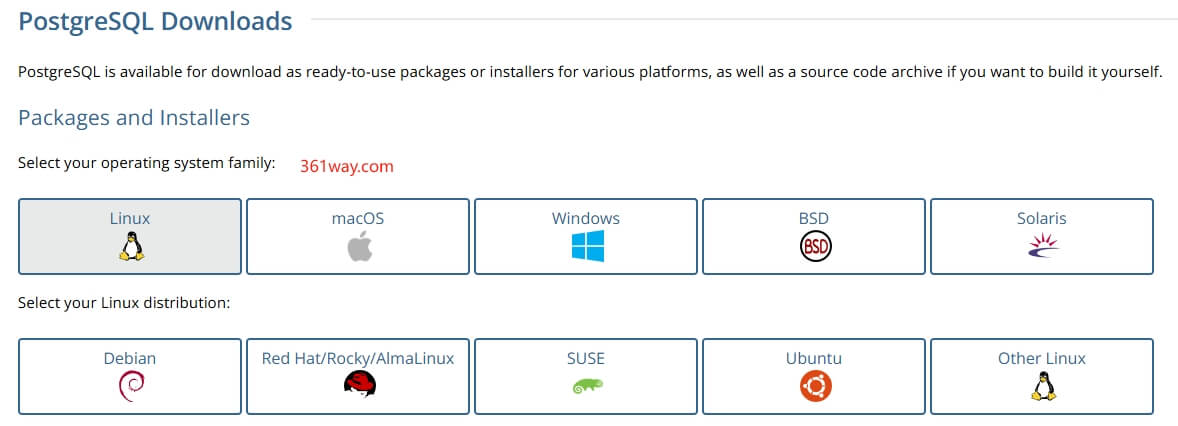 PostgreSQL Downloads
PostgreSQL is available for download as ready-to-use packages or installers for various platforms, as well as a source code archive if you want to build it yourself.
Packages and Installers
Select your operating system family: 361way.com
Linux macOS Windows BSD Solaris
BSD
Select your Linux distribution:
Debian Red Hat/Rocky/AlmaLinux SUSE Ubuntu Other Linux